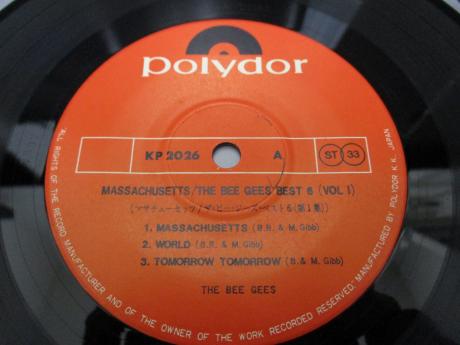 polydor
KP 2026
A
ST 33
MASSACHUSETTS/THE BEE GEES BEST 6 (VOL 1)
(マサチューセッツ/ザ・ビー・ジーズ・ベスト6(第1集))
1. MASSACHUSETTS (B.R. & M. Gibb)
2. WORLD (B.R. & M. Gibb)
3. TOMORROW TOMORROW (B. & M. Gibb)
THE BEE GEES
"ALL RIGHTS OF THE RECORD MANUFACTURER AND OF THE OWNER OF THE WORK RECORDED RESERVED" MANUFACTURED BY POLYDOR K.K. JAPAN